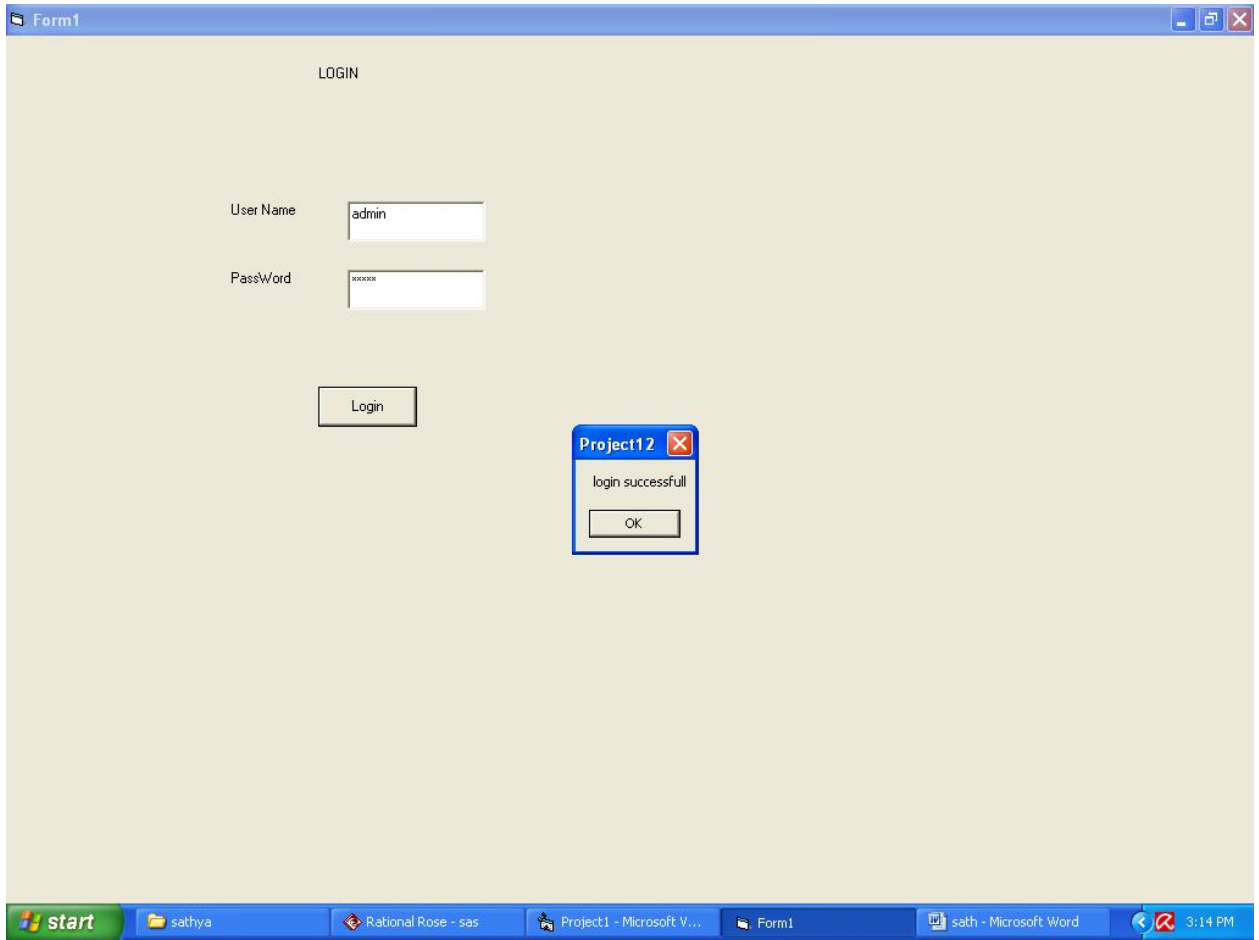 Form1
LOGIN
User Name
admin
PassWord
xxxxx
Login
Project12
login successfull
OK
start
sathya
Rational Rose - sas
Project1 - Microsoft V...
Form1
sath - Microsoft Word
3:14 PM